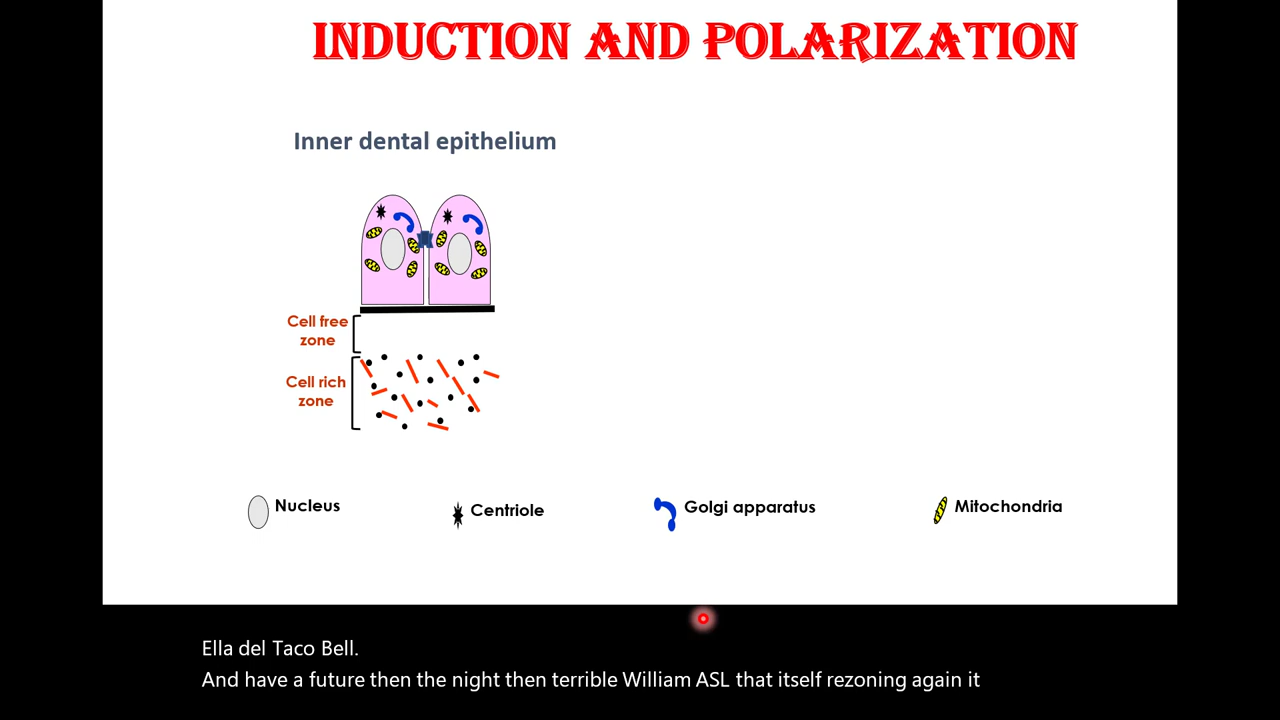 INDUCTION AND POLARIZATION
Inner dental epithelium
Cell free
zone
Cell rich
zone
Nucleus
Centriole
Golgi apparatus
Mitochondria
Ella del Taco Bell.
And have a future then the night then terrible William ASL that itself rezoning again it